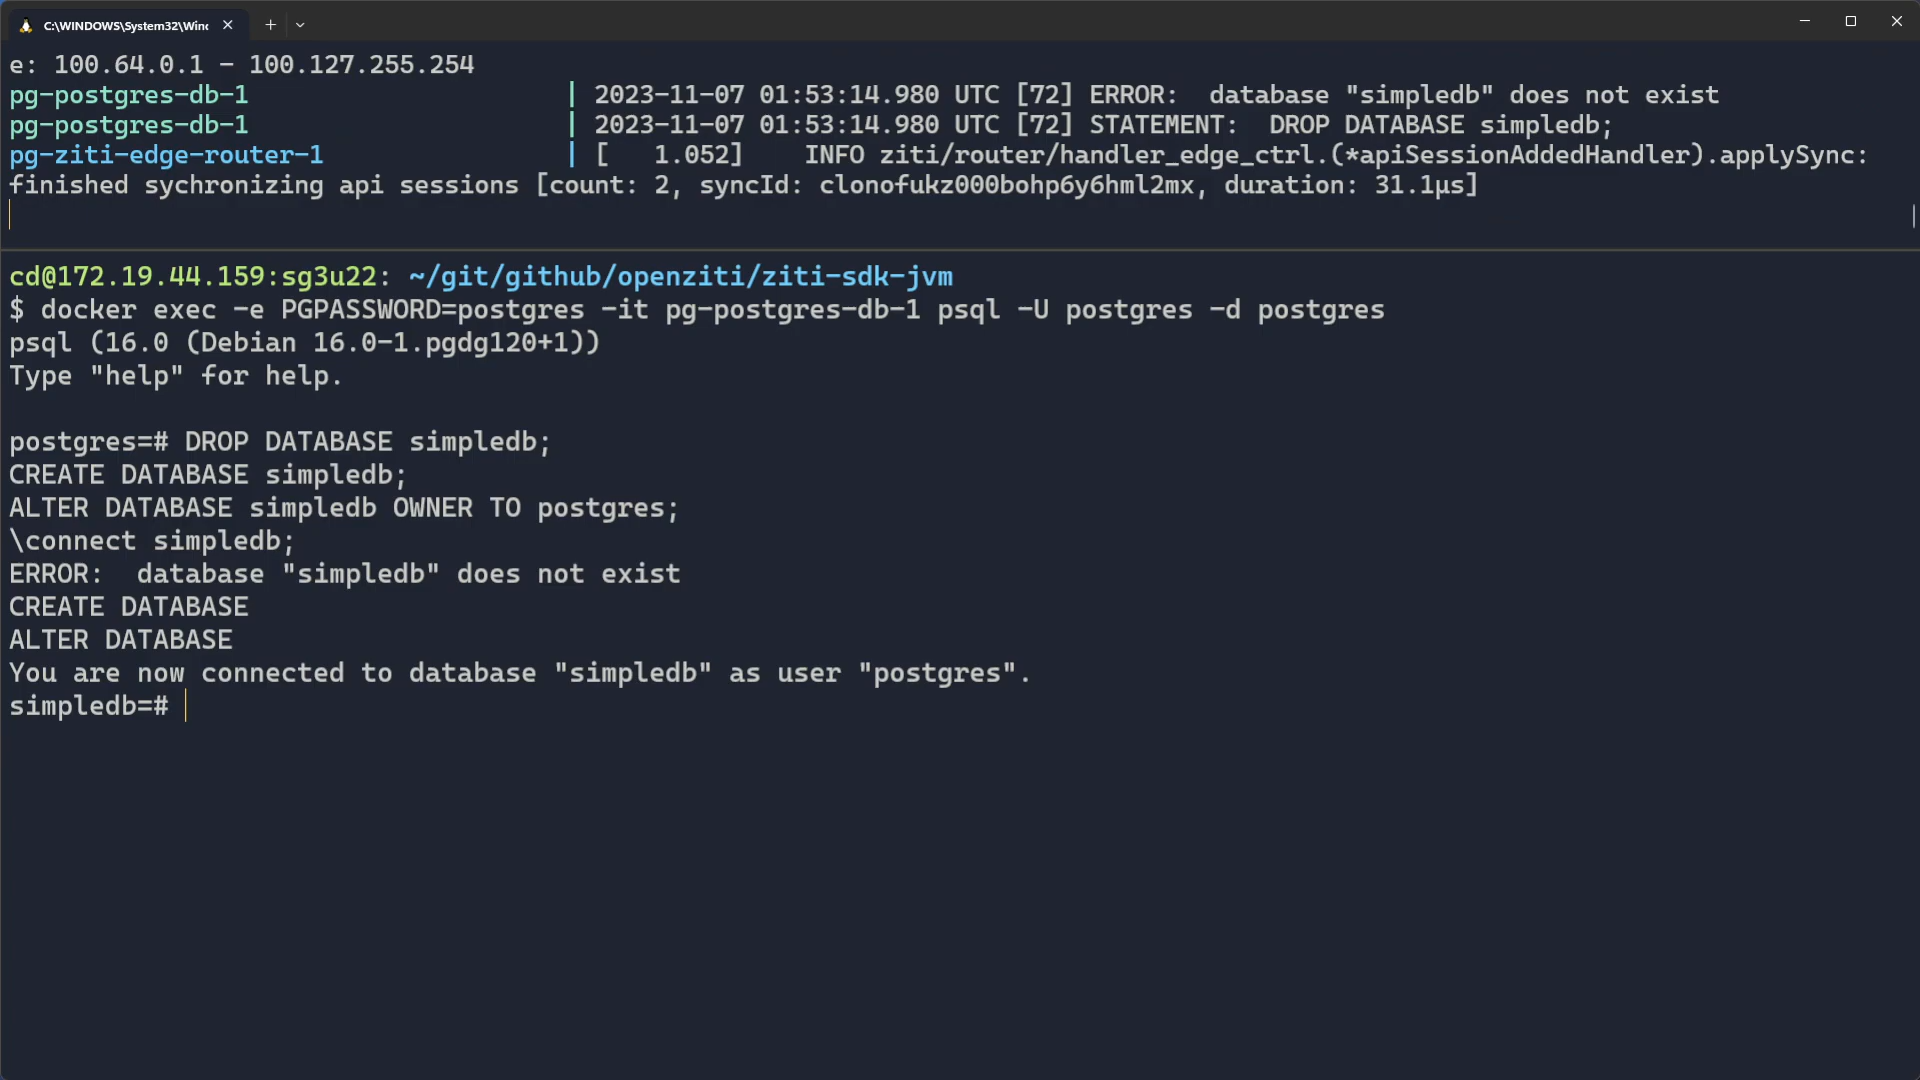 C:\WINDOWS\System32\Winc
e: 100.64.0.1 - 100.127.255.254
pg-postgres-db-1 | 2023-11-07 01:53:14.980 UTC [72] ERROR:  database "simpledb" does not exist
pg-postgres-db-1 | 2023-11-07 01:53:14.980 UTC [72] STATEMENT:  DROP DATABASE simpledb;
pg-ziti-edge-router-1 | [   1.052]    INFO ziti/router/handler_edge_ctrl.(*apiSessionAddedHandler).applySync:
finished sychronizing api sessions [count: 2, syncId: clonofukz000bohp6y6hml2mx, duration: 31.1µs]
cd@172.19.44.159:sg3u22: ~/git/github/openziti/ziti-sdk-jvm
$ docker exec -e PGPASSWORD=postgres -it pg-postgres-db-1 psql -U postgres -d postgres
psql (16.0 (Debian 16.0-1.pgdg120+1))
Type "help" for help.
postgres=# DROP DATABASE simpledb;
CREATE DATABASE simpledb;
ALTER DATABASE simpledb OWNER TO postgres;
\connect simpledb;
ERROR:  database "simpledb" does not exist
CREATE DATABASE
ALTER DATABASE
You are now connected to database "simpledb" as user "postgres".
simpledb=#